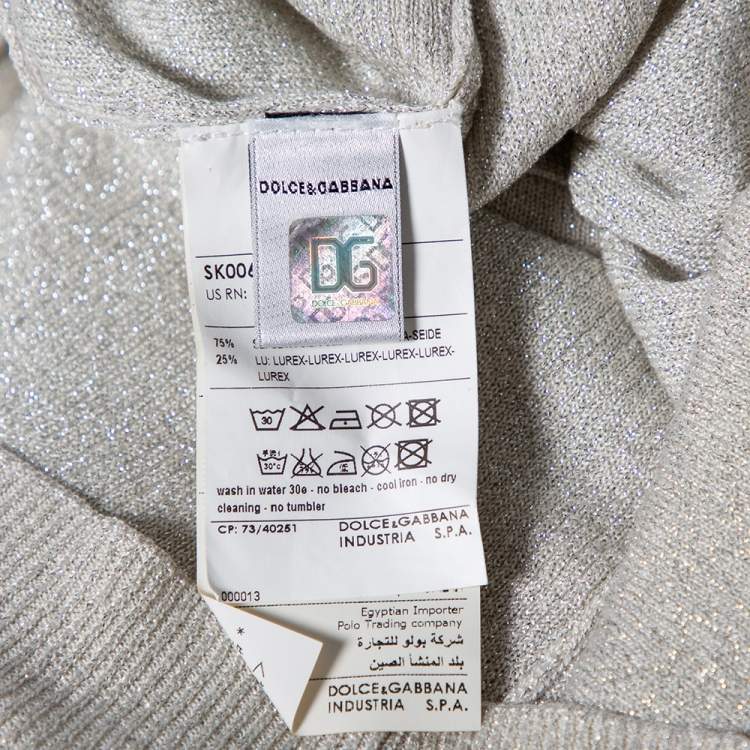 DOLCE&GABBANA
DG
DOLCE & GABBANA
SK006
US RN:
75%
-SEIDE
25% LU: LUREX-LUREX-LUREX-LUREX-LUREX-
LUREX
30
30°c
wash in water 30ø - no bleach - cool iron - no dry
cleaning - no tumbler
CP: 73/40251
DOLCE&GABBANA
INDUSTRIA S.P.A.
000013
Egyptian Importer
Polo Trading company
شركة بولو للتجارة
بلد المنشأ الصين
DOLCE&GABBANA
INDUSTRIA S.P.A.